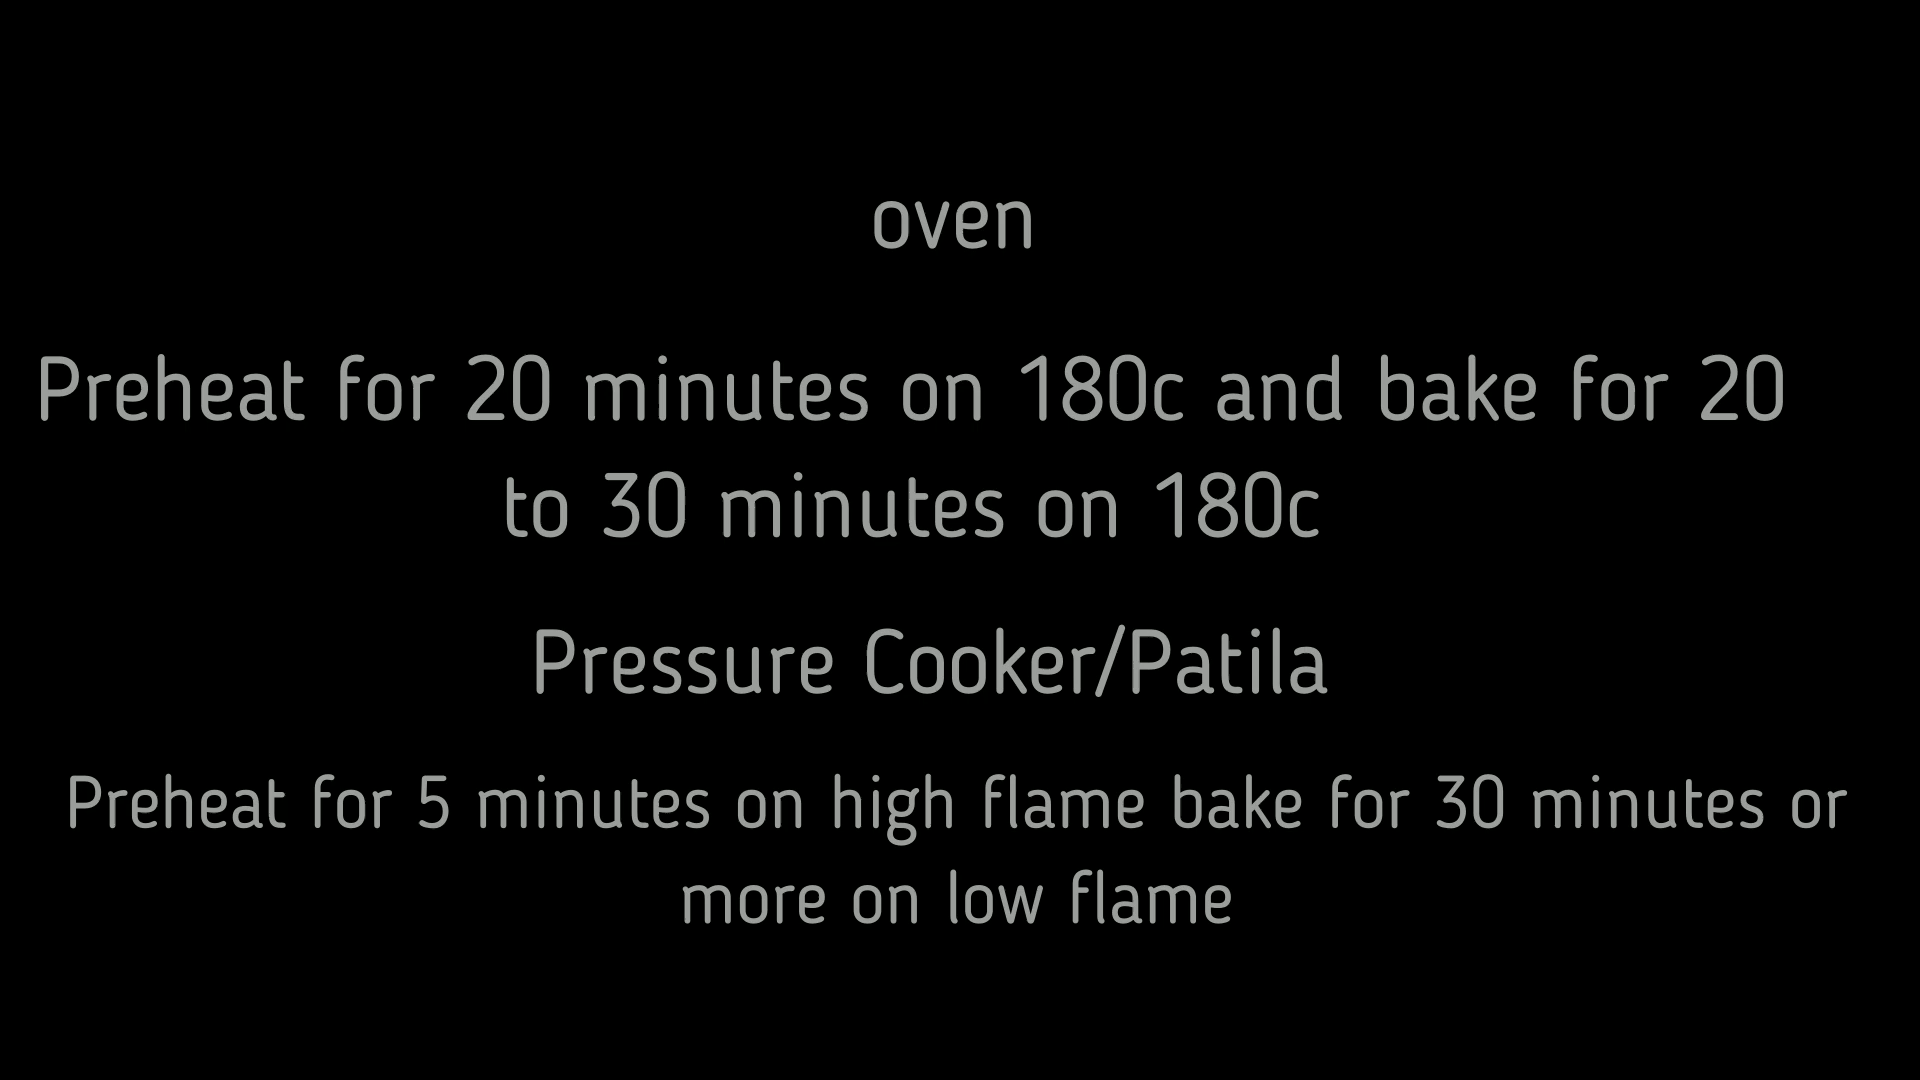 oven
Preheat for 20 minutes on 180c and bake for 20
to 30 minutes on 180c
Pressure Cooker/Patila
Preheat for 5 minutes on high flame bake for 30 minutes or
more on low flame